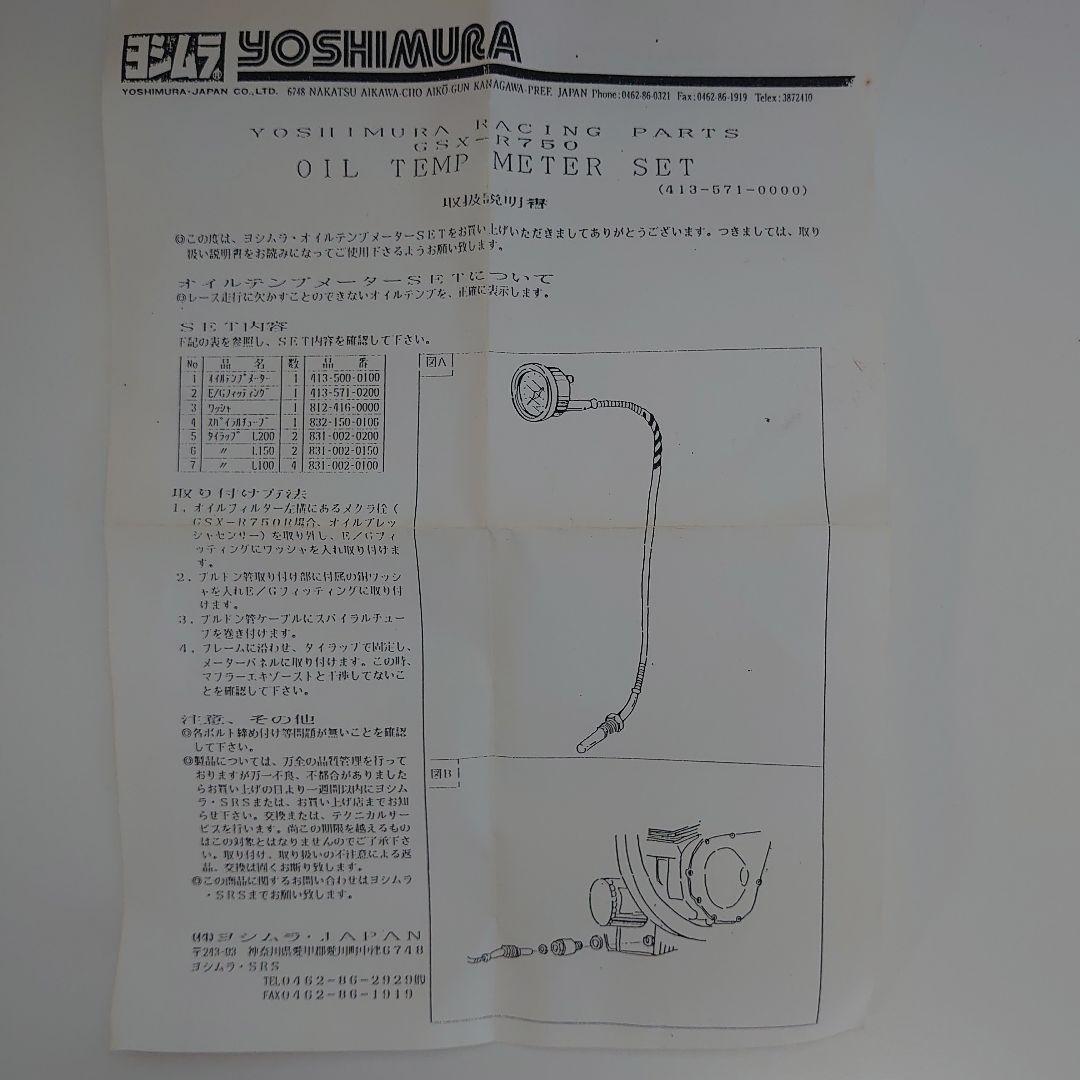 ヨシムラ® YOSHIMURA
YOSHIMURA·JAPAN CO.,LTD. 6748 NAKATSU AIKAWA-CHO AIKO-GUN KANAGAWA-PREF. JAPAN Phone:0462-86-0321 Fax:0462-86-1919 Telex:3872410
YOSHIMURA RACING PARTS
GSX-R750
OIL TEMP METER SET
(413-571-0000)
取扱説明書
◎この度は、ヨシムラ・オイルテンプメーターSETをお買い上げいただきましてありがとうございます。つきましては、取り
扱い説明書をお読みになってご使用下さるようお願い致します。
オイルテンプメーターSETについて
◎レース走行に欠かすことのできないオイルテンプを、正確に表示します。
SET内容
下記の表を参照し、SET内容を確認して下さい。
No 品 名 数 品 番
1 オイルテンプメーター 1 413-500-0100
2 E/Gフィッティング 1 413-571-0200
3 ワッシャ 1 812-416-0000
4 スパイラルチューブ 1 832-150-0106
5 タイラップ L200 2 831-002-0200
6 〃 L150 2 831-002-0150
7 〃 L100 4 831-002-0100
図A
取り付け方法
1. オイルフィルター左横にあるメクラ栓(
GSX-R750R場合、オイルプレッ
シャセンサー)を取り外し、E/Gフィ
ッティングにワッシャを入れ取り付けま
す。
2. ブルドン管取り付け部に付属の銅ワッシ
ャを入れE/Gフィッティングに取り付
けます。
3. ブルドン管ケーブルにスパイラルチュー
ブを巻き付けます。
4. フレームに沿わせ、タイラップで固定し、
メーターパネルに取り付けます。この時、
マフラーエキゾーストと干渉してないこ
とを確認して下さい。
注意、その他
◎各ボルト締め付け等問題が無いことを確認
して下さい。
◎製品については、万全の品質管理を行って
おりますが万一不良、不都合がありました
らお買い上げの日より一週間以内にヨシム
ラ・SRSまたは、お買い上げ店までお知
らせ下さい。交換または、テクニカルサー
ビスを行います。尚この期限を越えるもの
はこの対象とはなりませんのでご了承下さ
い。取り付け、取り扱いの不注意による返
品、交換は固くお断り致します。
◎この商品に関するお問い合わせはヨシムラ
・SRSまでお願い致します。
図B
(株)ヨシムラ・JAPAN
〒243-03 神奈川県愛甲郡愛川町中津6748
ヨシムラ・SRS
TEL0462-86-2929(代)
FAX0462-86-1919